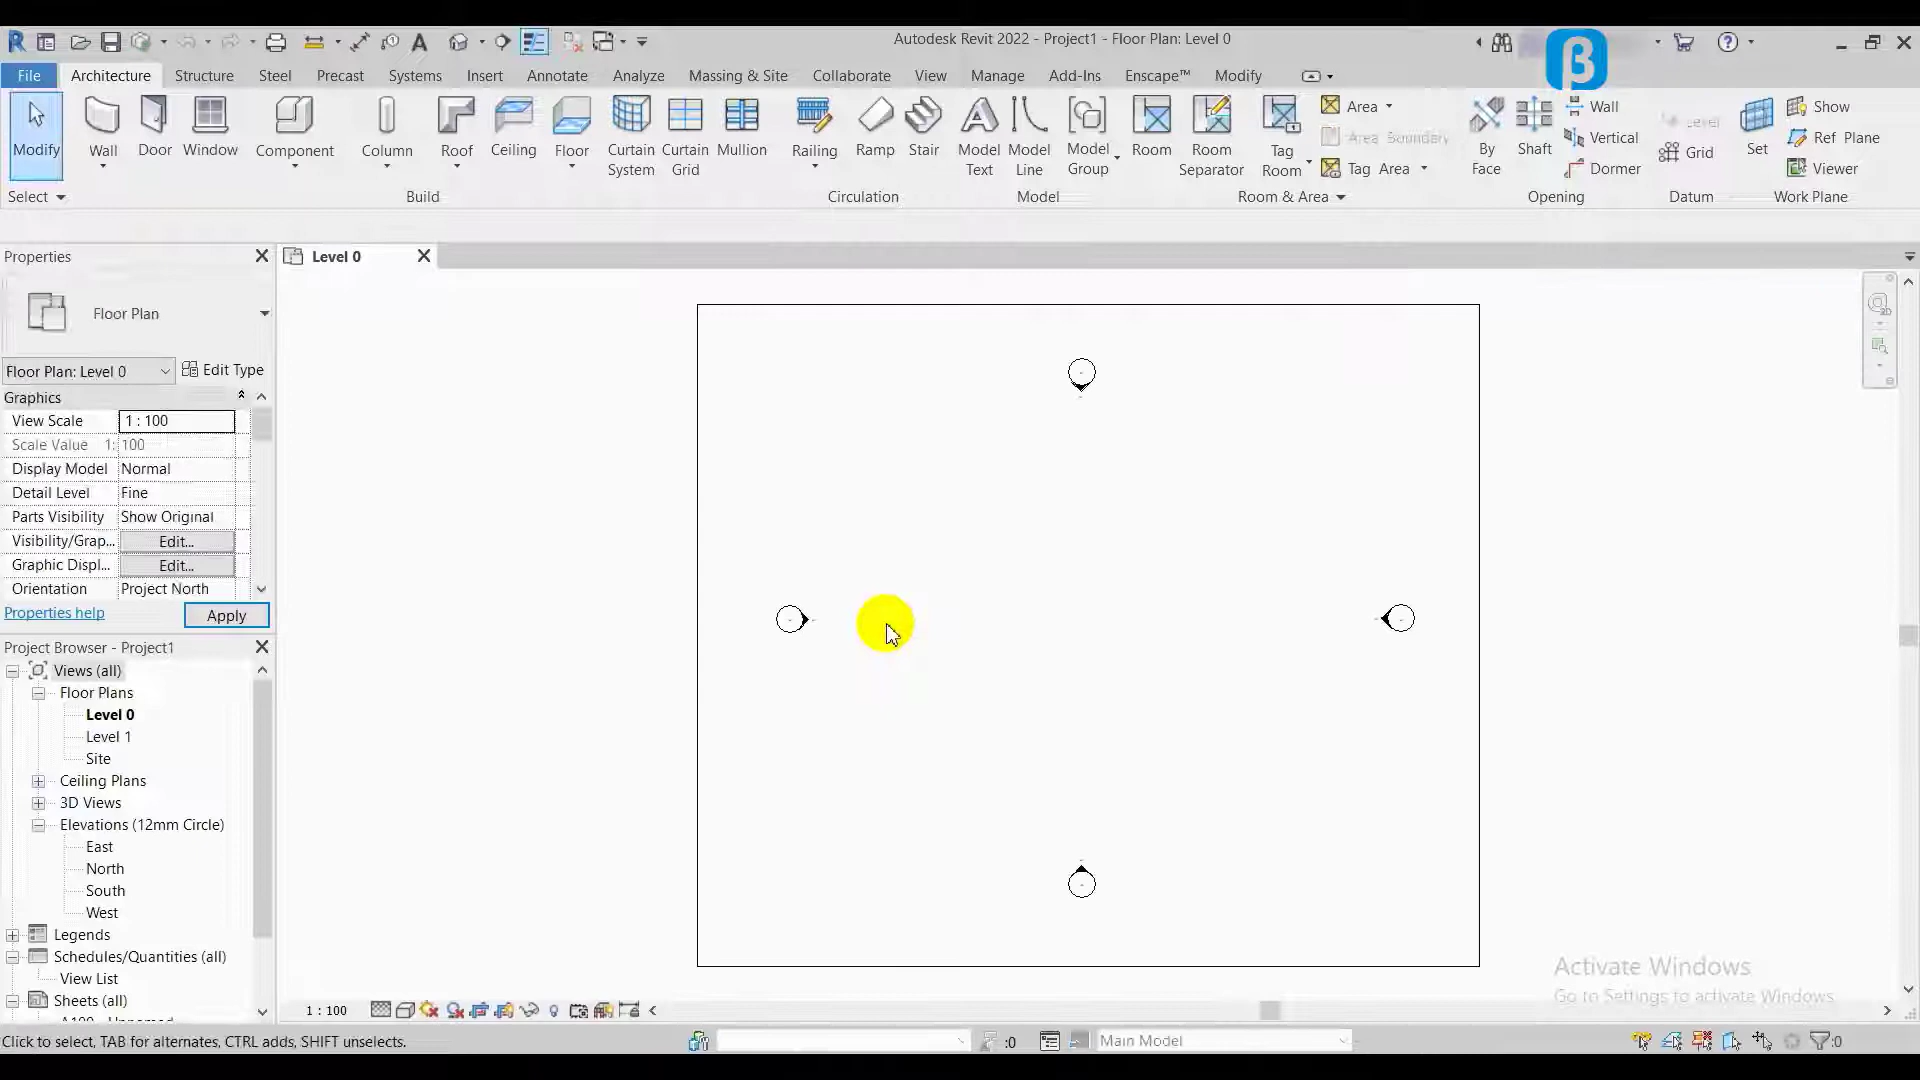 Autodesk Revit 2022 - Project1 - Floor Plan: Level 0
β
File Architecture Structure Steel Precast Systems Insert Annotate Analyze Massing & Site Collaborate View Manage Add-Ins Enscape™ Modify
Modify Wall Door Window Component Column Roof Ceiling Floor Curtain System Curtain Grid Mullion Railing Ramp Stair Model Text Model Line Model Group Room Room Separator Tag Room
Area
Area Boundary
Tag Area
By Face Shaft
Wall
Vertical
Dormer
Level
Grid
Set
Show
Ref Plane
Viewer
Select Build Circulation Model Room & Area Opening Datum Work Plane
Properties
Level 0
Floor Plan
Floor Plan: Level 0 Edit Type
Graphics
View Scale 1 : 100
Scale Value 1: 100
Display Model Normal
Detail Level Fine
Parts Visibility Show Original
Visibility/Grap... Edit...
Graphic Displ... Edit...
Orientation Project North
Properties help Apply
Project Browser - Project1
Views (all)
Floor Plans
Level 0
Level 1
Site
Ceiling Plans
3D Views
Elevations (12mm Circle)
East
North
South
West
Legends
Schedules/Quantities (all)
View List
Sheets (all)
A100 - Unnamed
Activate Windows
Go to Settings to activate Windows.
1 : 100
Click to select, TAB for alternates, CTRL adds, SHIFT unselects. :0 Main Model :0